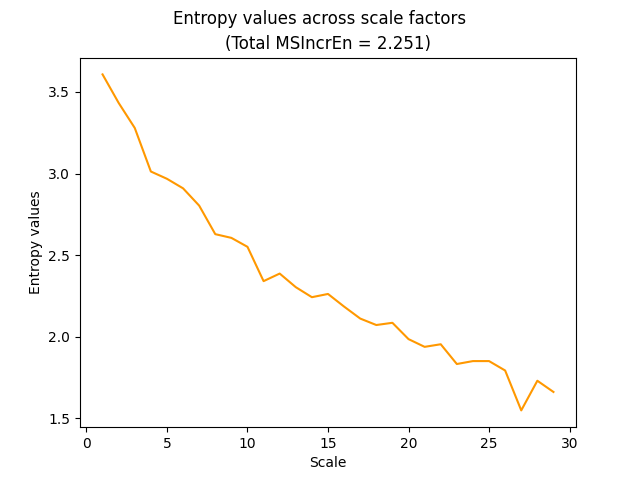 Entropy values across scale factors
(Total MSIncrEn = 2.251)
3.5
3.0
2.5
2.0
1.5
Entropy values
0 5 10 15 20 25 30
Scale